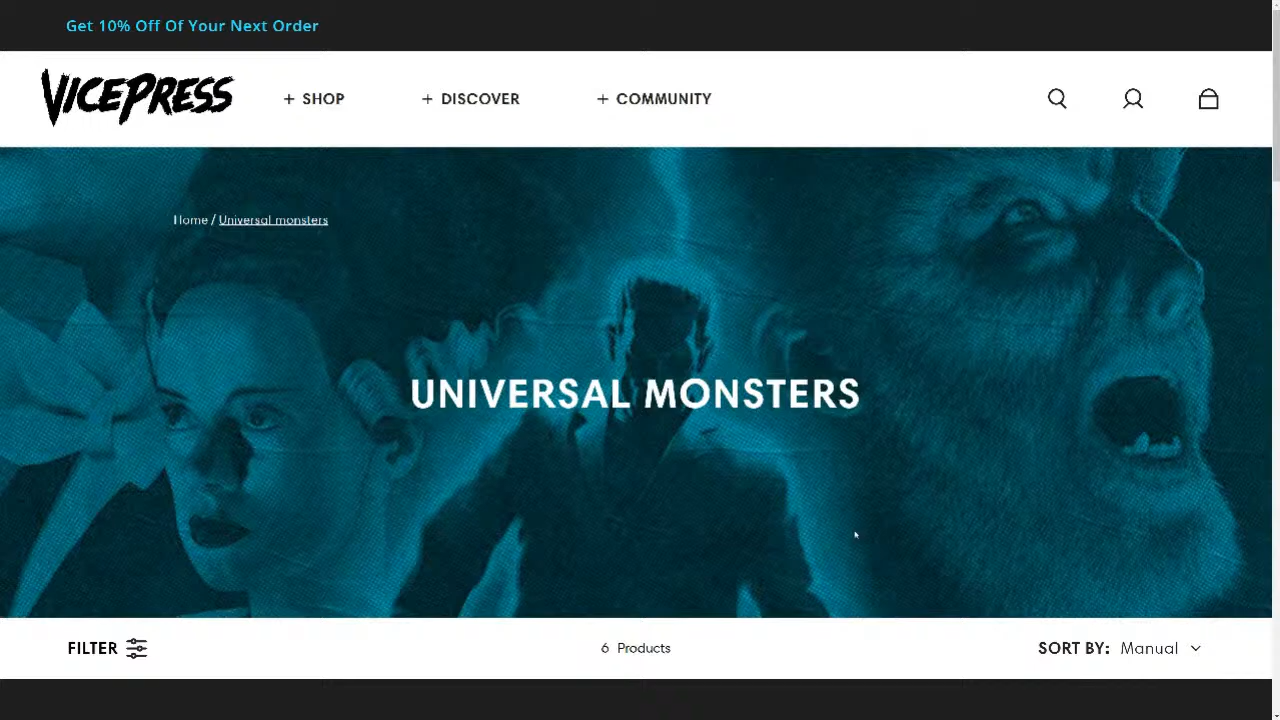 Get 10% Off Of Your Next Order
VICEPRESS
+ SHOP
+ DISCOVER
+ COMMUNITY
Home / Universal monsters
UNIVERSAL MONSTERS
FILTER
6 Products
SORT BY: Manual